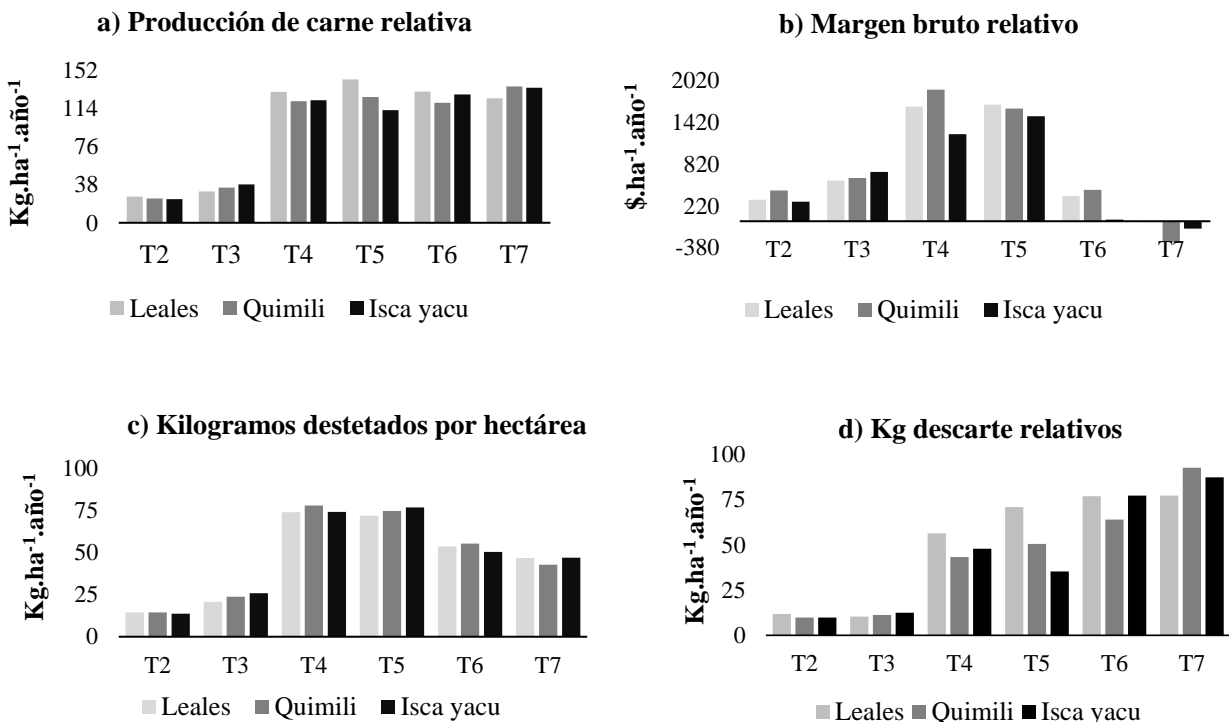 a) Producción de carne relativa
Kg.ha⁻¹.año⁻¹
152
114
76
38
0
T2 T3 T4 T5 T6 T7
Leales Quimili Isca yacu
b) Margen bruto relativo
$.ha⁻¹.año⁻¹
2020
1420
820
220
-380
T2 T3 T4 T5 T6 T7
Leales Quimili Isca yacu
c) Kilogramos destetados por hectárea
Kg.ha⁻¹.año⁻¹
100
75
50
25
0
T2 T3 T4 T5 T6 T7
Leales Quimili Isca yacu
d) Kg descarte relativos
Kg.ha⁻¹.año⁻¹
100
75
50
25
0
T2 T3 T4 T5 T6 T7
Leales Quimili Isca yacu